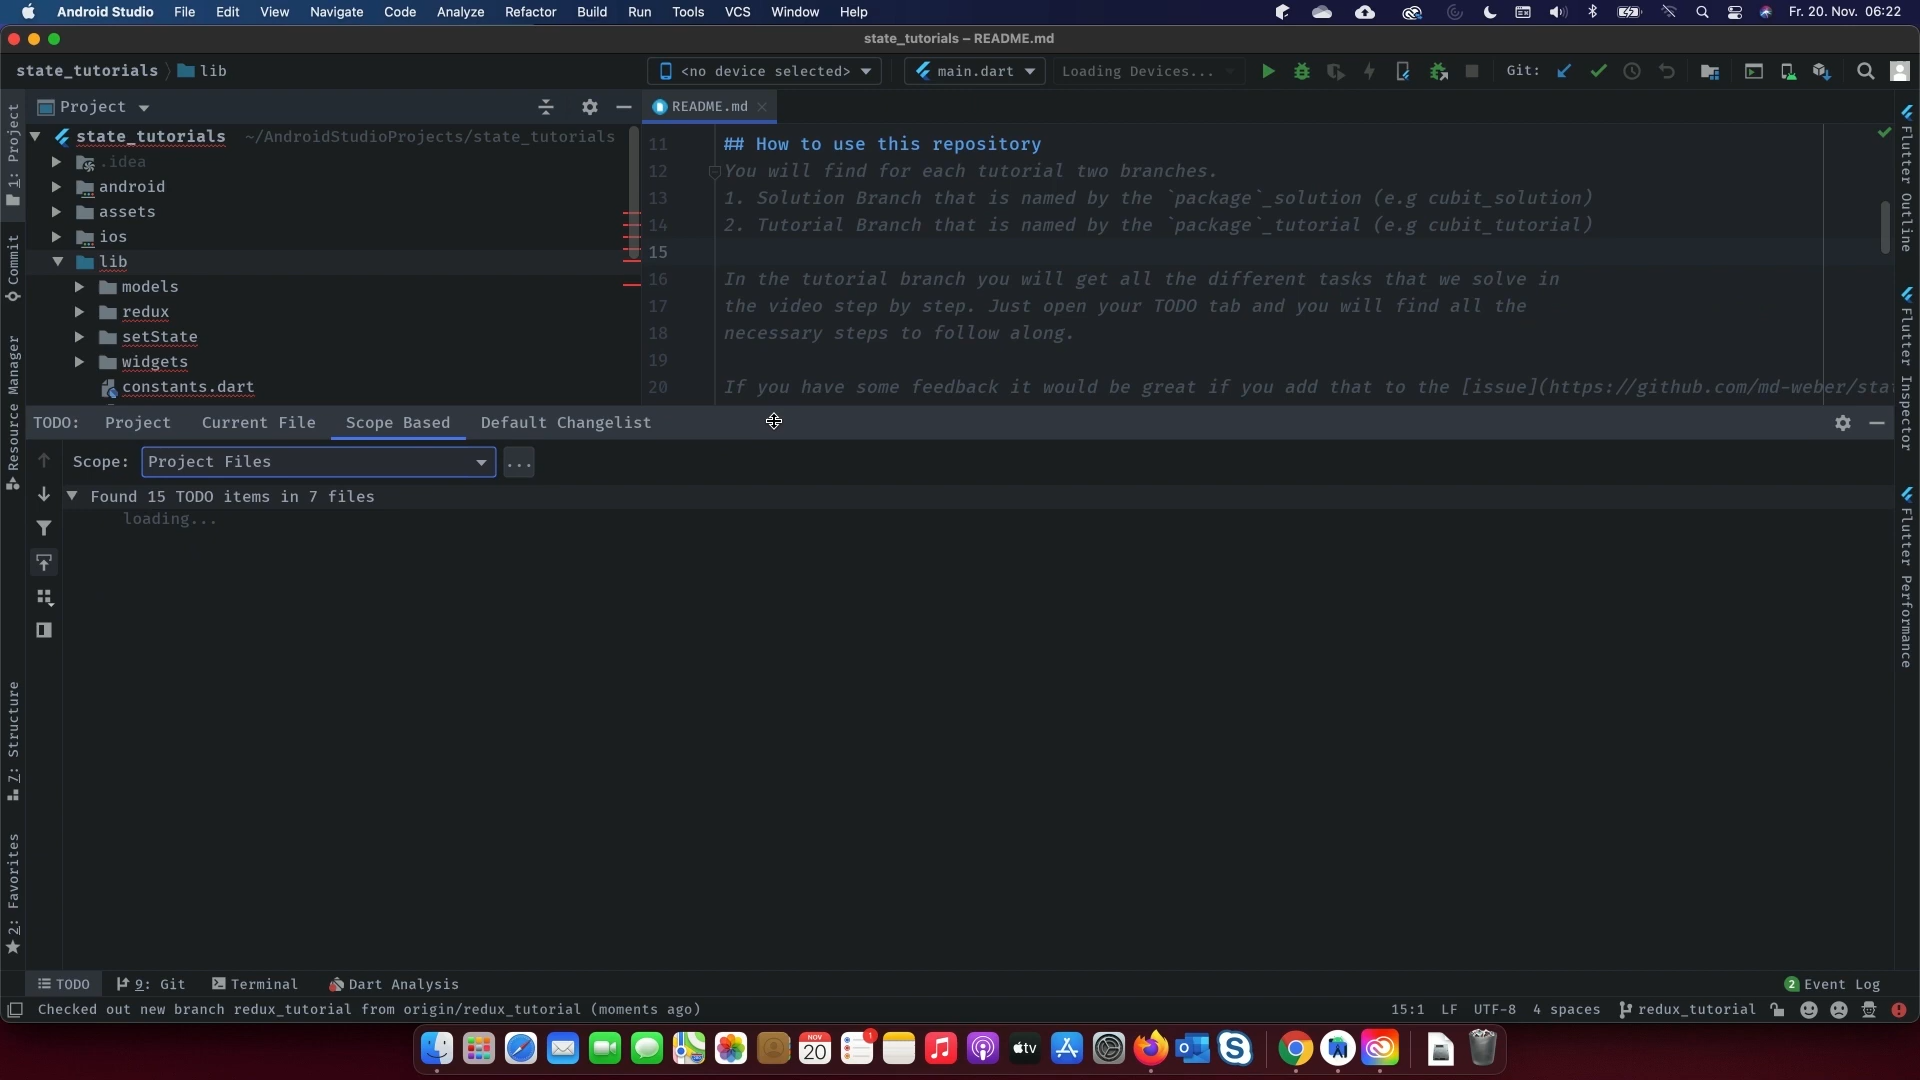 Android Studio File Edit View Navigate Code Analyze Refactor Build Run Tools VCS Window Help Fr. 20. Nov. 06:22
state_tutorials – README.md
state_tutorials lib <no device selected> main.dart Loading Devices... Git:
Project
README.md
1: Project
Commit
Resource Manager
7: Structure
2: Favorites
state_tutorials ~/AndroidStudioProjects/state_tutorials
.idea
android
assets
ios
lib
models
redux
setState
widgets
constants.dart
11 ## How to use this repository
12 You will find for each tutorial two branches.
13 1. Solution Branch that is named by the `package`_solution (e.g cubit_solution)
14 2. Tutorial Branch that is named by the `package`_tutorial (e.g cubit_tutorial)
15
16 In the tutorial branch you will get all the different tasks that we solve in
17 the video step by step. Just open your TODO tab and you will find all the
18 necessary steps to follow along.
19
20 If you have some feedback it would be great if you add that to the [issue](https://github.com/md-weber/sta
Flutter Outline
Flutter Inspector
Flutter Performance
TODO: Project Current File Scope Based Default Changelist
Scope: Project Files ...
Found 15 TODO items in 7 files
loading...
TODO 9: Git Terminal Dart Analysis 2 Event Log
Checked out new branch redux_tutorial from origin/redux_tutorial (moments ago) 15:1 LF UTF-8 4 spaces redux_tutorial
NOV
20
1
tv